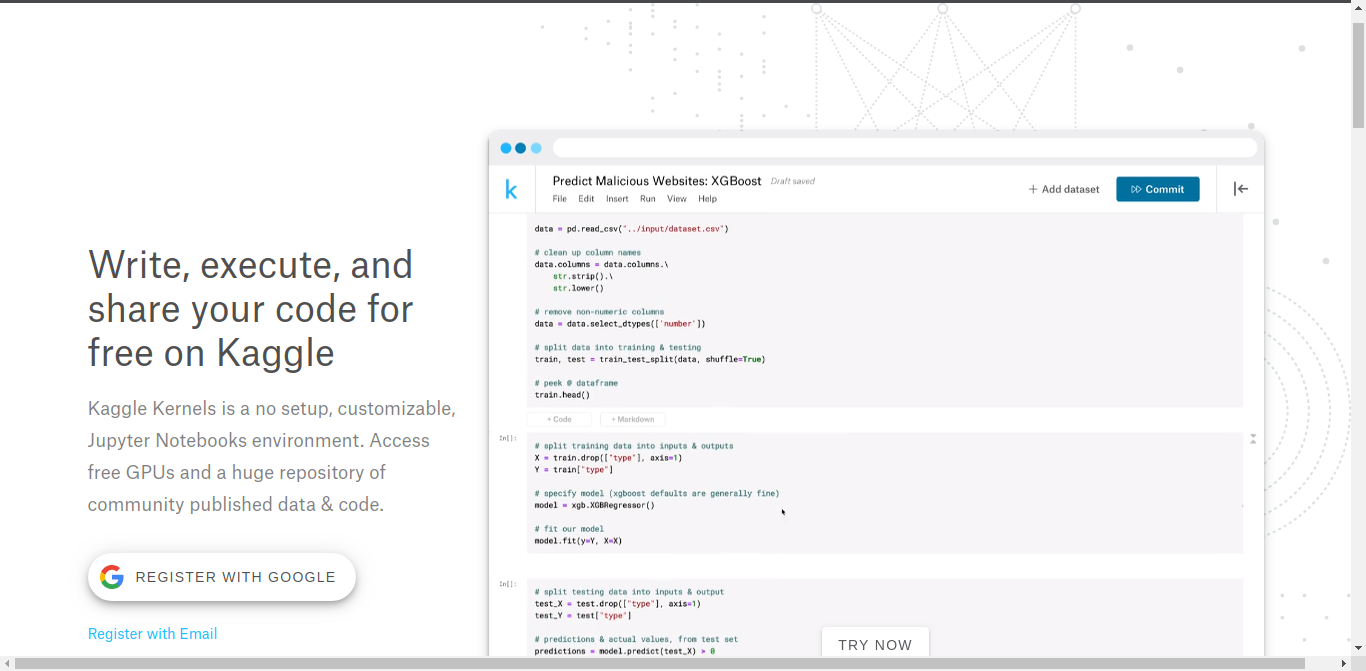 Write, execute, and
share your code for
free on Kaggle
Kaggle Kernels is a no setup, customizable,
Jupyter Notebooks environment. Access
free GPUs and a huge repository of
community published data & code.
REGISTER WITH GOOGLE
Register with Email
k
Predict Malicious Websites: XGBoost Draft saved
File Edit Insert Run View Help
+ Add dataset
Commit
data = pd.read_csv("../input/dataset.csv")
# clean up column names
data.columns = data.columns.\
str.strip().\
str.lower()
# remove non-numeric columns
data = data.select_dtypes(['number'])
# split data into training & testing
train, test = train_test_split(data, shuffle=True)
# peek @ dataframe
train.head()
+ Code + Markdown
In[]:
# split training data into inputs & outputs
X = train.drop(["type"], axis=1)
Y = train["type"]
# specify model (xgboost defaults are generally fine)
model = xgb.XGBRegressor()
# fit our model
model.fit(y=Y, X=X)
In[]:
# split testing data into inputs & output
test_X = test.drop(["type"], axis=1)
test_Y = test["type"]
# predictions & actual values, from test set
predictions = model.predict(test_X) > 0
TRY NOW